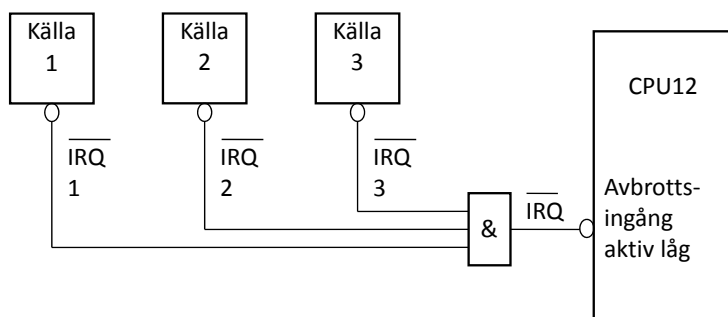 Källa
1
Källa
2
Källa
3
CPU12
IRQ
1
IRQ
2
IRQ
3
&
IRQ
Avbrotts-
ingång
aktiv låg